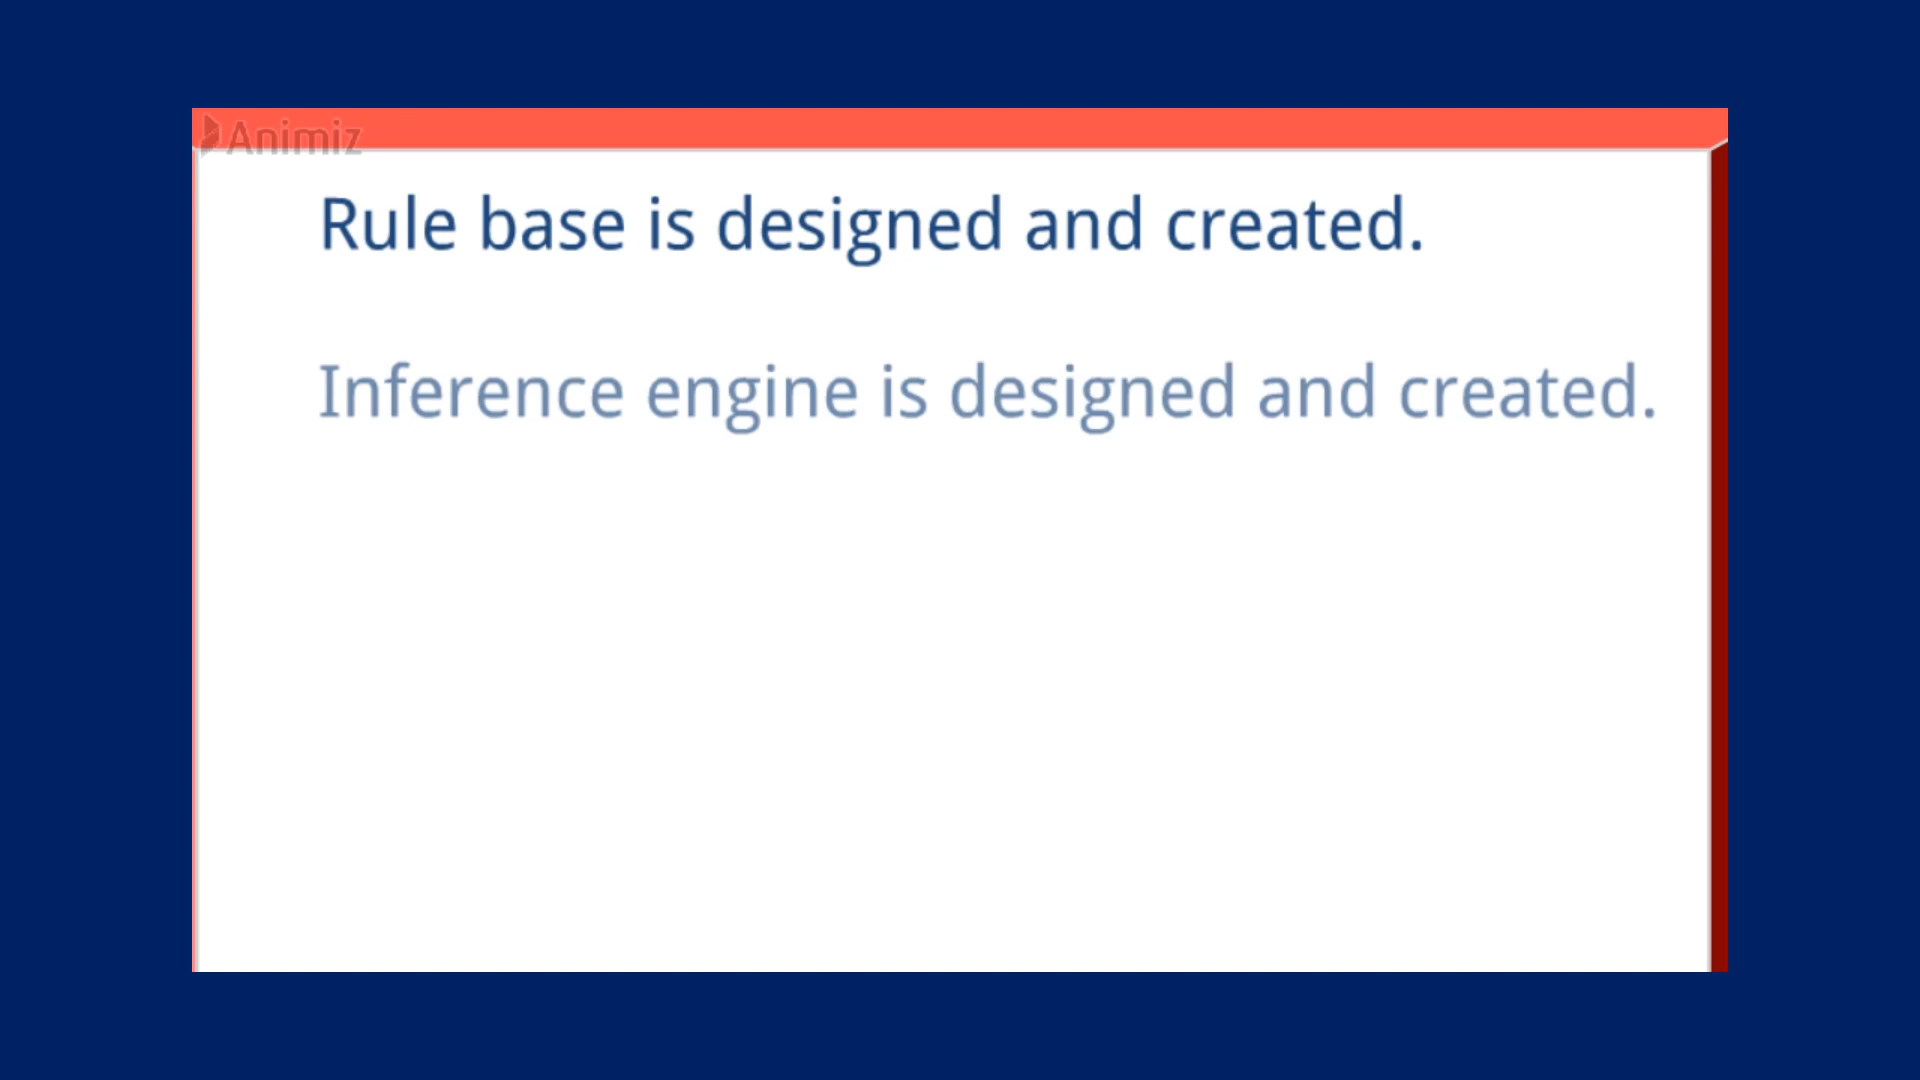 Animiz
Rule base is designed and created.
Inference engine is designed and created.